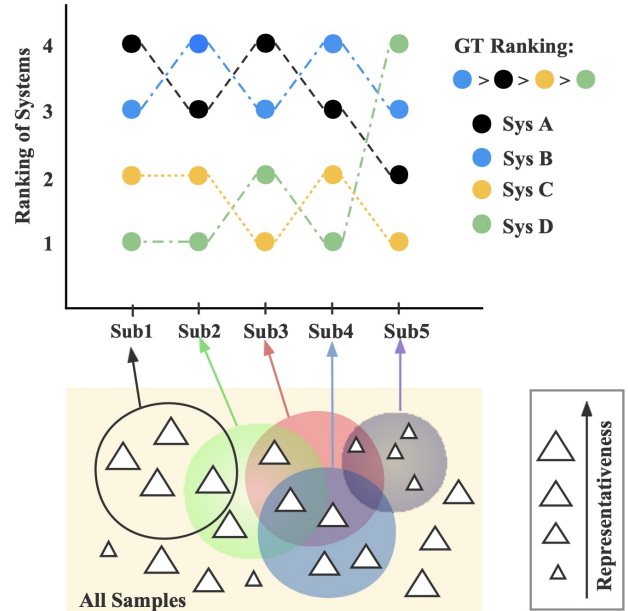 4
3
2
1
Ranking of Systems
GT Ranking:
> > >
Sys A
Sys B
Sys C
Sys D
Sub1 Sub2 Sub3 Sub4 Sub5
All Samples
Representativeness